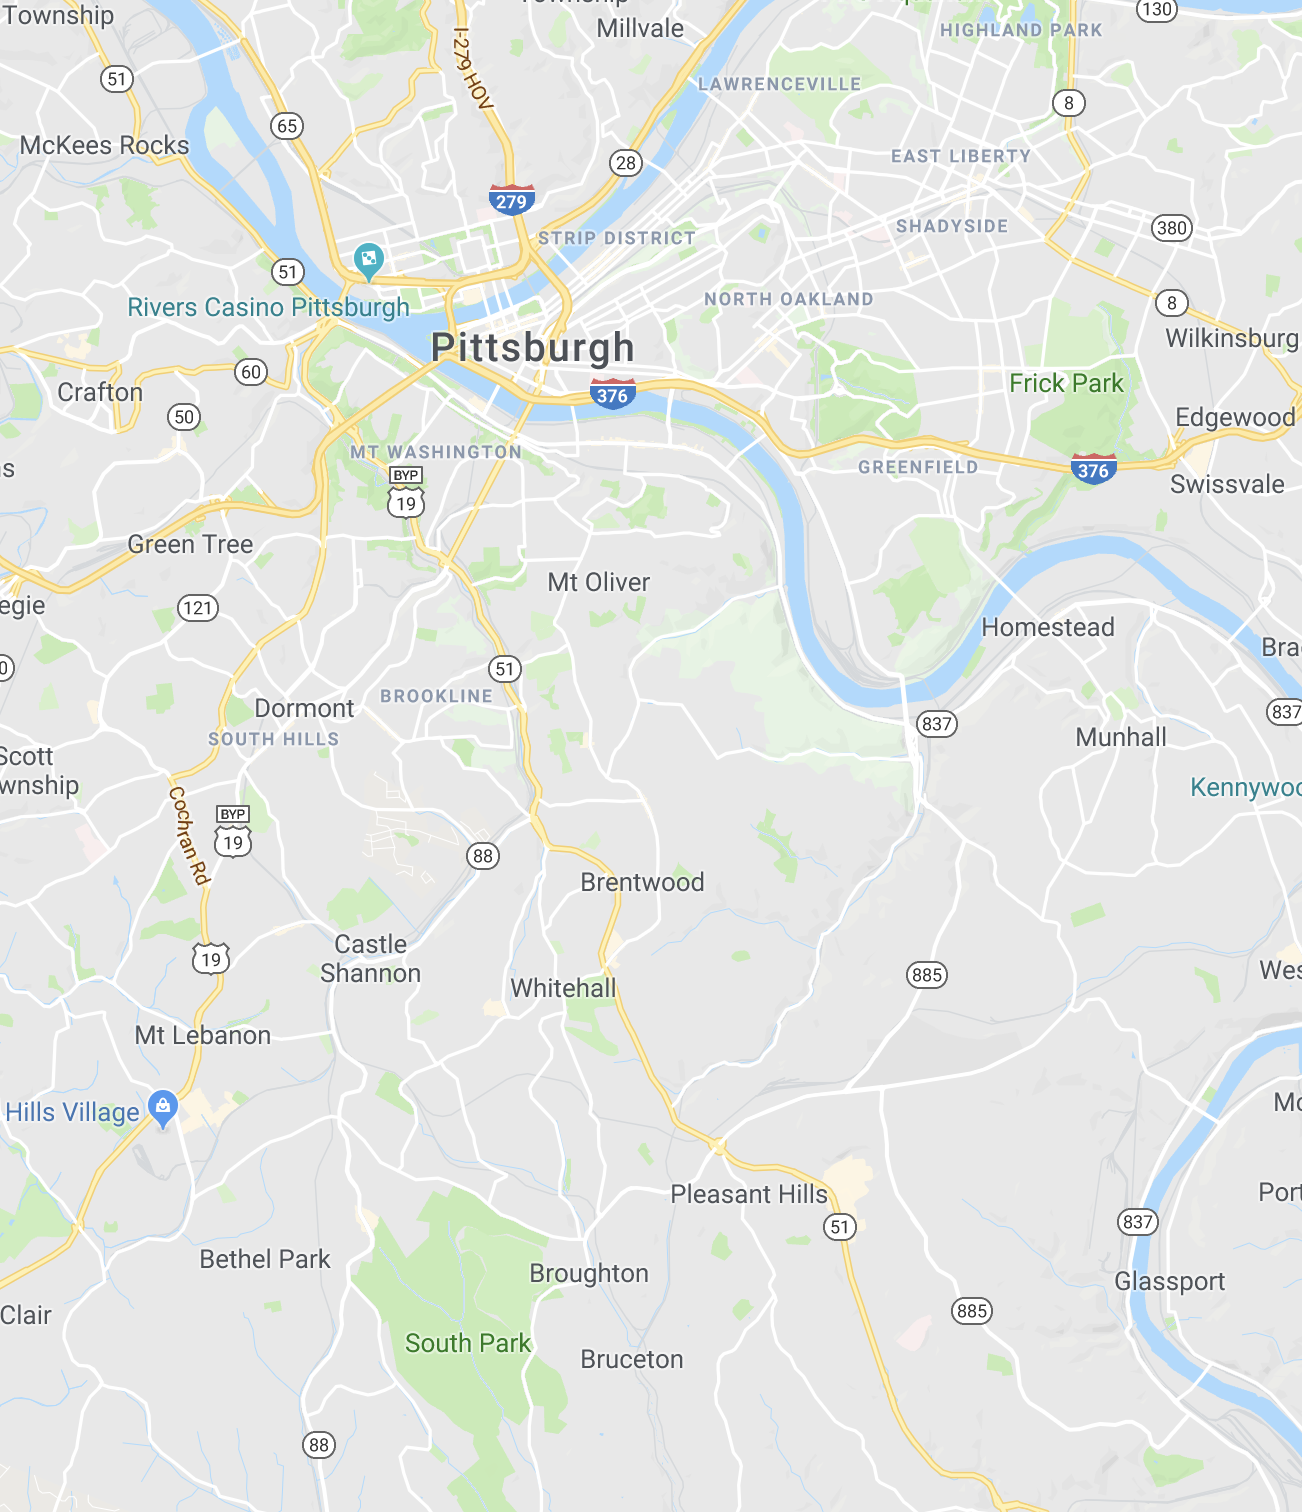 Township
Millvale
130
HIGHLAND PARK
I-279 HOV
51
LAWRENCEVILLE
8
65
McKees Rocks
28
EAST LIBERTY
279
SHADYSIDE
380
STRIP DISTRICT
51
Rivers Casino Pittsburgh
NORTH OAKLAND
8
Wilkinsburg
Pittsburgh
60
Crafton
376
Frick Park
50
Edgewood
MT WASHINGTON
GREENFIELD
376
BYP
19
Swissvale
Green Tree
Mt Oliver
egie
121
Homestead
Bra
51
BROOKLINE
Dormont
SOUTH HILLS
837
837
Munhall
Scott
wnship
Kennywoo
Cochran Rd
BYP
19
88
Brentwood
Castle
Shannon
19
Whitehall
885
Wes
Mt Lebanon
Hills Village
Mc
Pleasant Hills
Port
51
837
Bethel Park
Broughton
Glassport
Clair
885
South Park
Bruceton
88